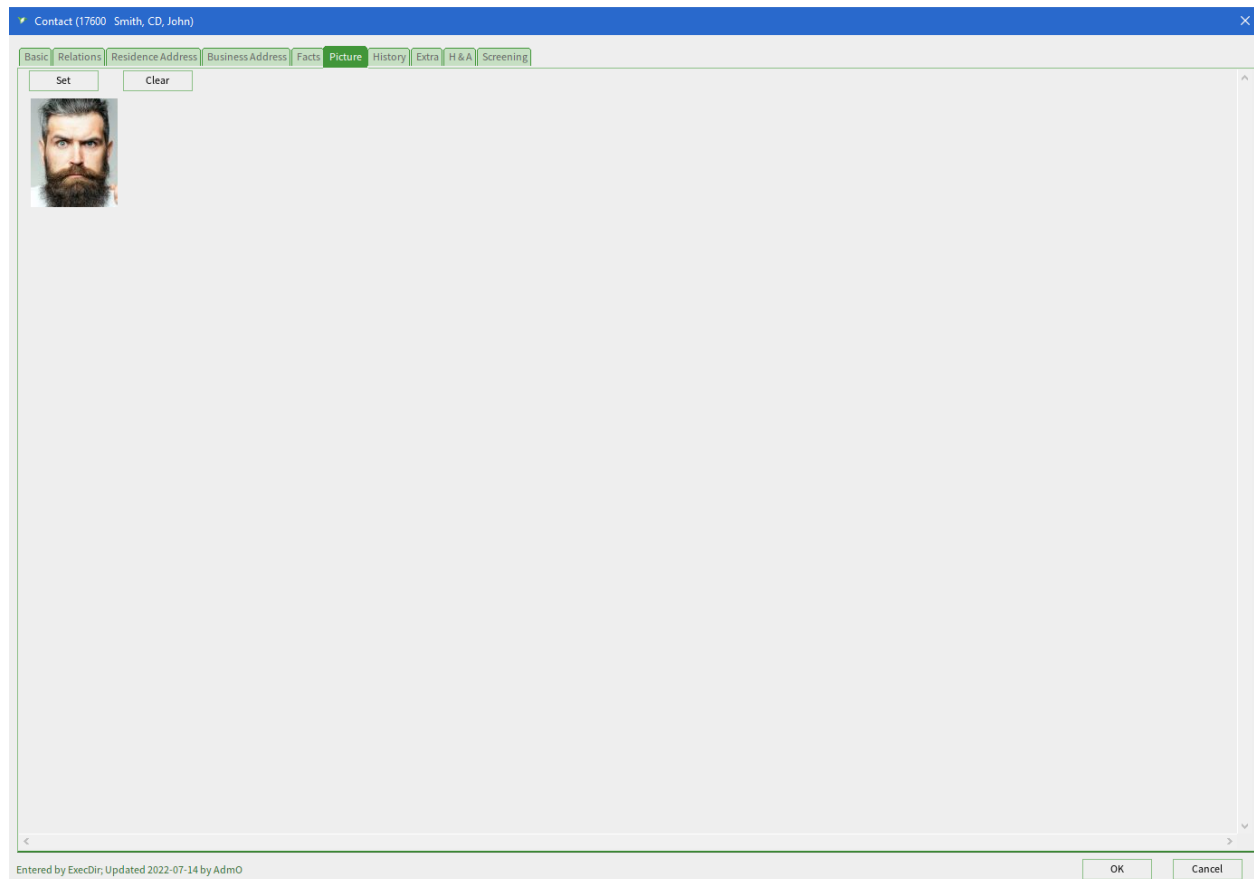 Contact (17600   Smith, CD, John)
Basic Relations Residence Address Business Address Facts Picture History Extra H & A Screening
Set Clear
Entered by ExecDir; Updated 2022-07-14 by AdmO OK Cancel